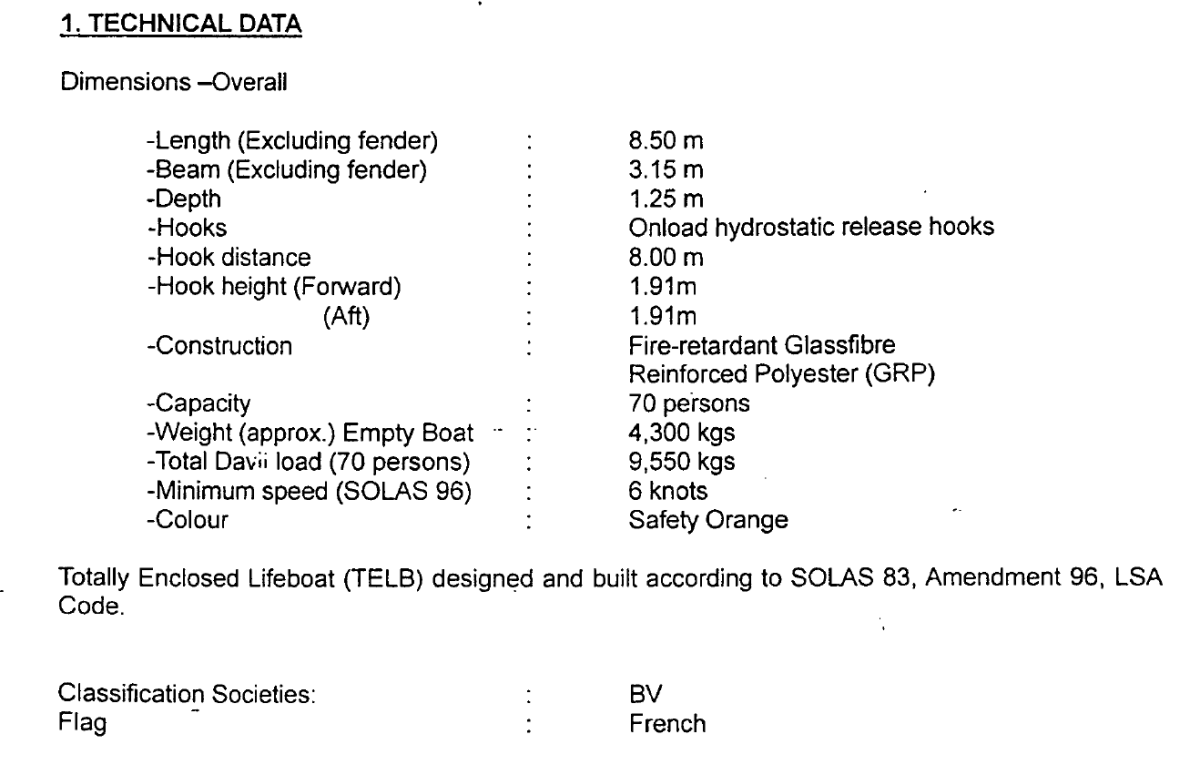 1. TECHNICAL DATA
Dimensions –Overall
-Length (Excluding fender) : 8.50 m
-Beam (Excluding fender) : 3.15 m
-Depth : 1.25 m
-Hooks : Onload hydrostatic release hooks
-Hook distance : 8.00 m
-Hook height (Forward) : 1.91m
(Aft) : 1.91m
-Construction : Fire-retardant Glassfibre
Reinforced Polyester (GRP)
-Capacity : 70 persons
-Weight (approx.) Empty Boat : 4,300 kgs
-Total Davit load (70 persons) : 9,550 kgs
-Minimum speed (SOLAS 96) : 6 knots
-Colour : Safety Orange
Totally Enclosed Lifeboat (TELB) designed and built according to SOLAS 83, Amendment 96, LSA
Code.
Classification Societies: : BV
Flag : French